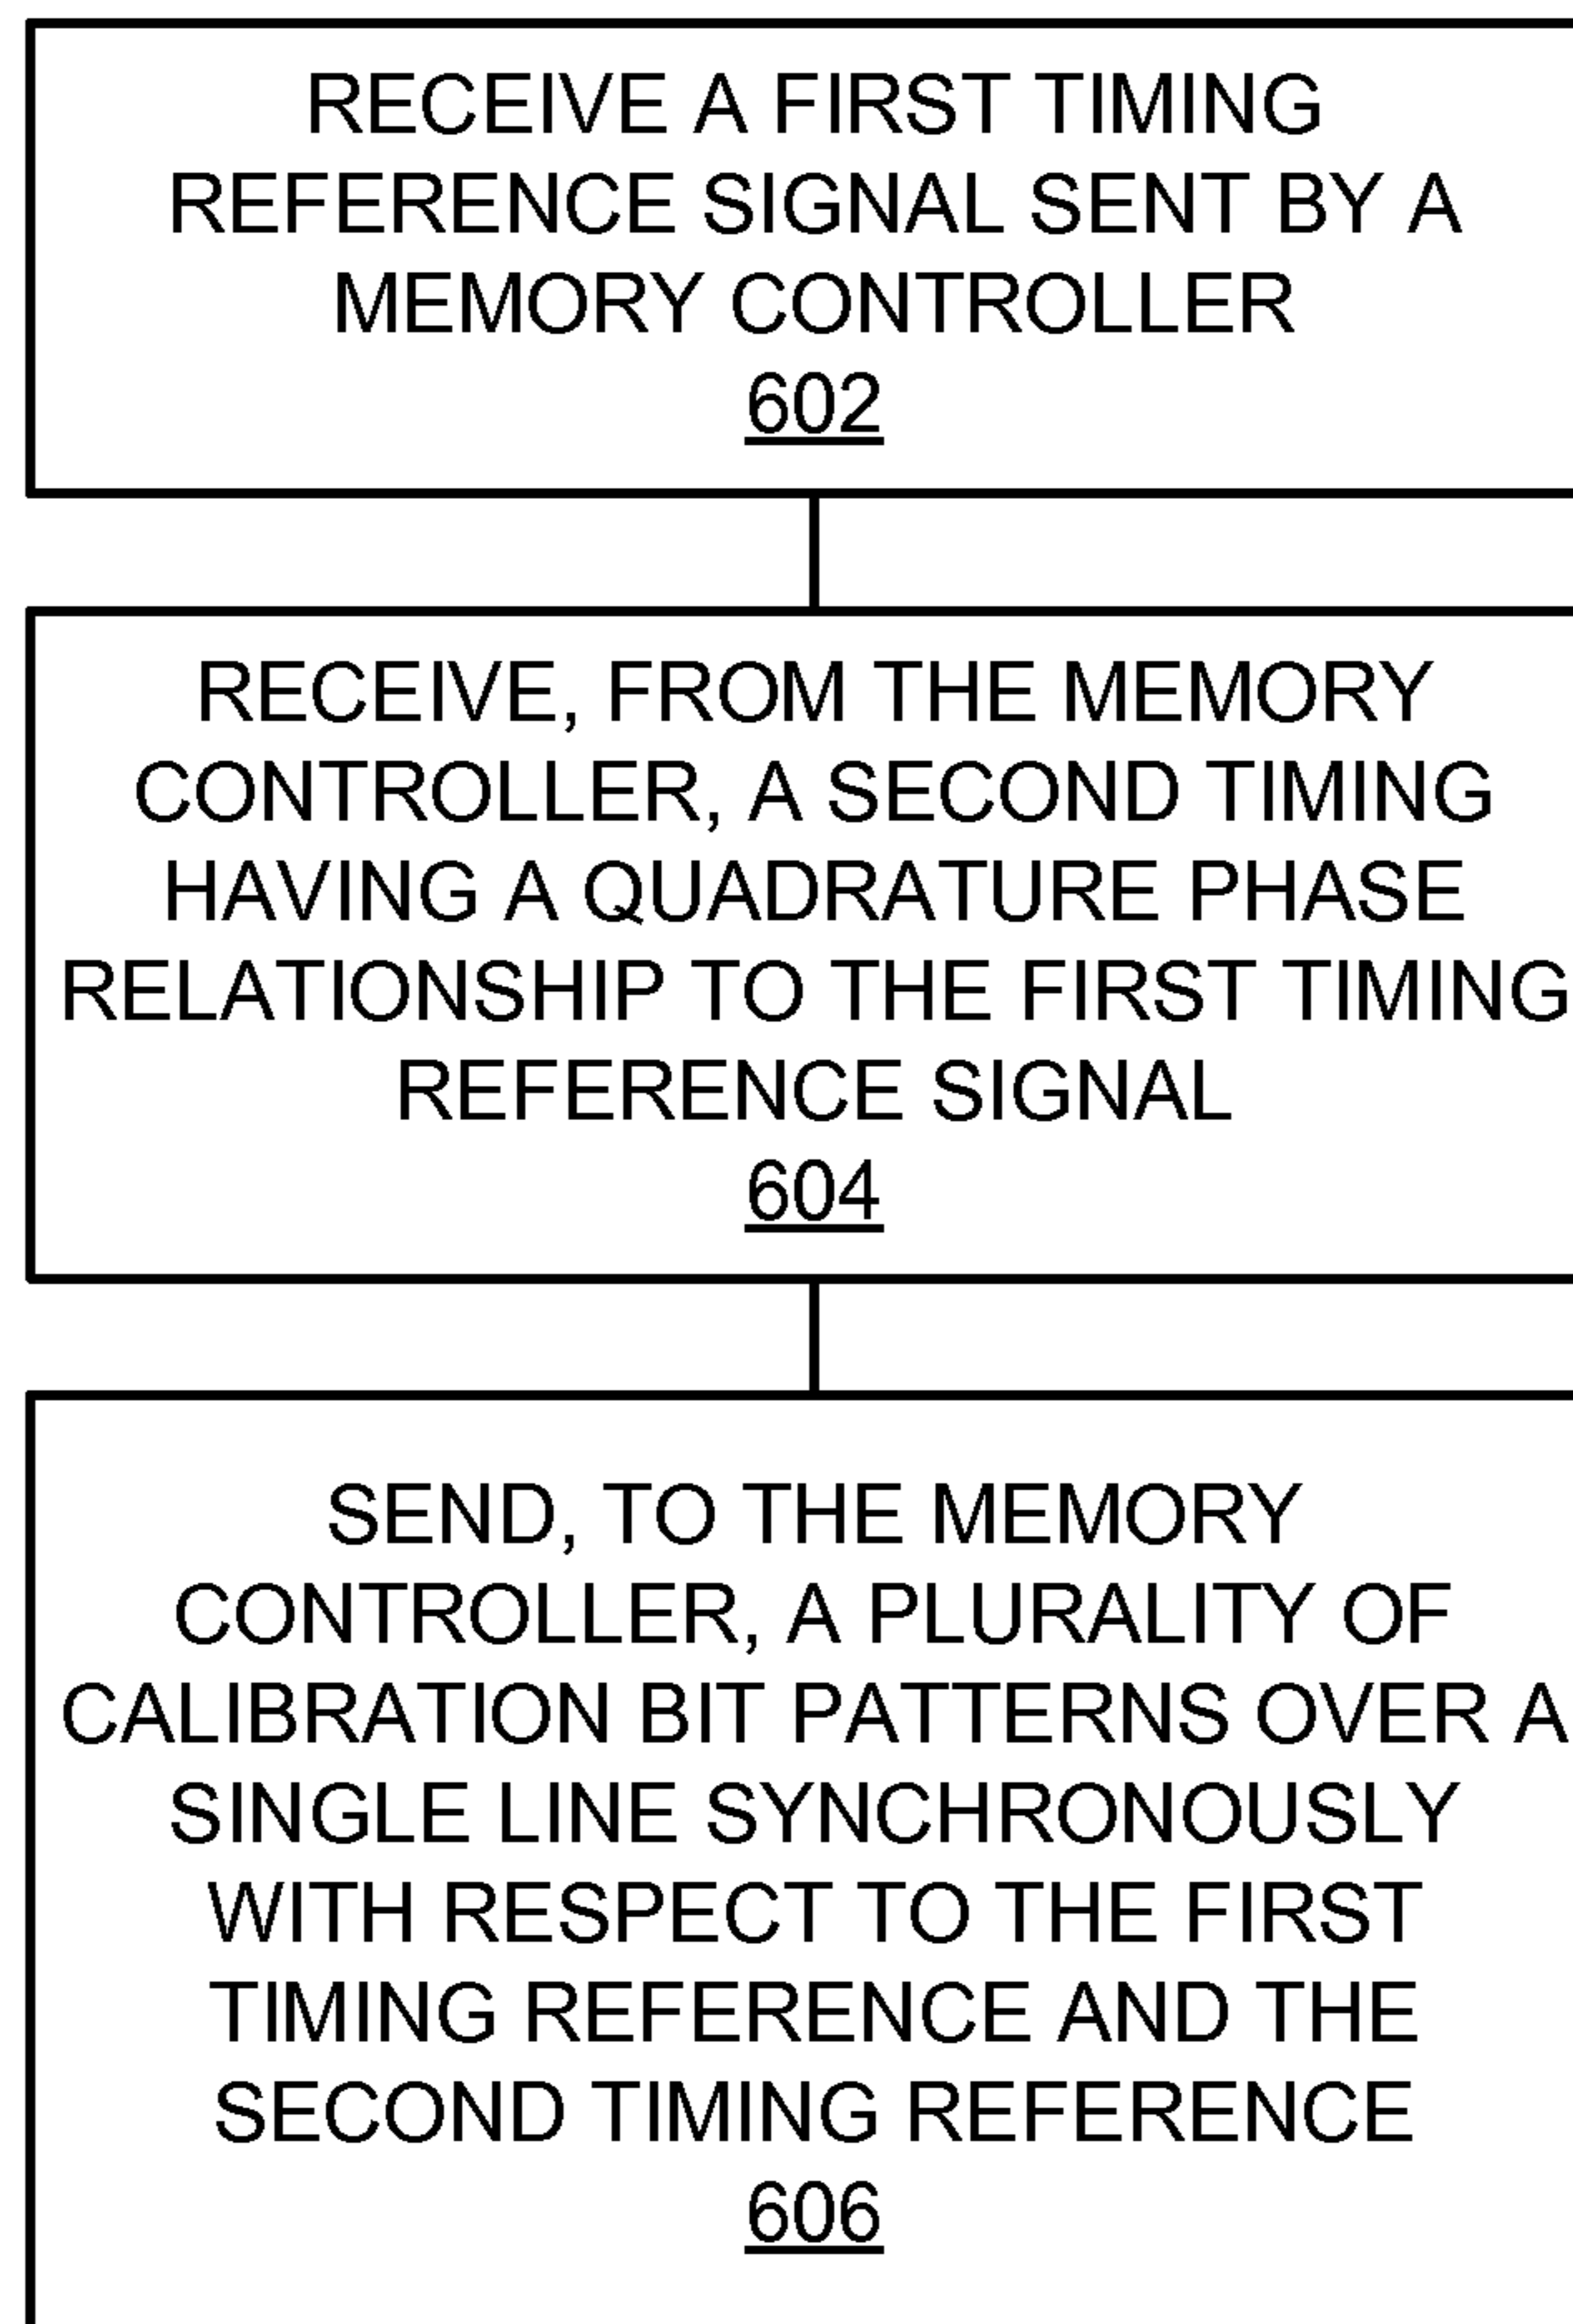 RECEIVE A FIRST TIMING
REFERENCE SIGNAL SENT BY A
MEMORY CONTROLLER
602
RECEIVE, FROM THE MEMORY
CONTROLLER, A SECOND TIMING
HAVING A QUADRATURE PHASE
RELATIONSHIP TO THE FIRST TIMING
REFERENCE SIGNAL
604
SEND, TO THE MEMORY
CONTROLLER, A PLURALITY OF
CALIBRATION BIT PATTERNS OVER A
SINGLE LINE SYNCHRONOUSLY
WITH RESPECT TO THE FIRST
TIMING REFERENCE AND THE
SECOND TIMING REFERENCE
606